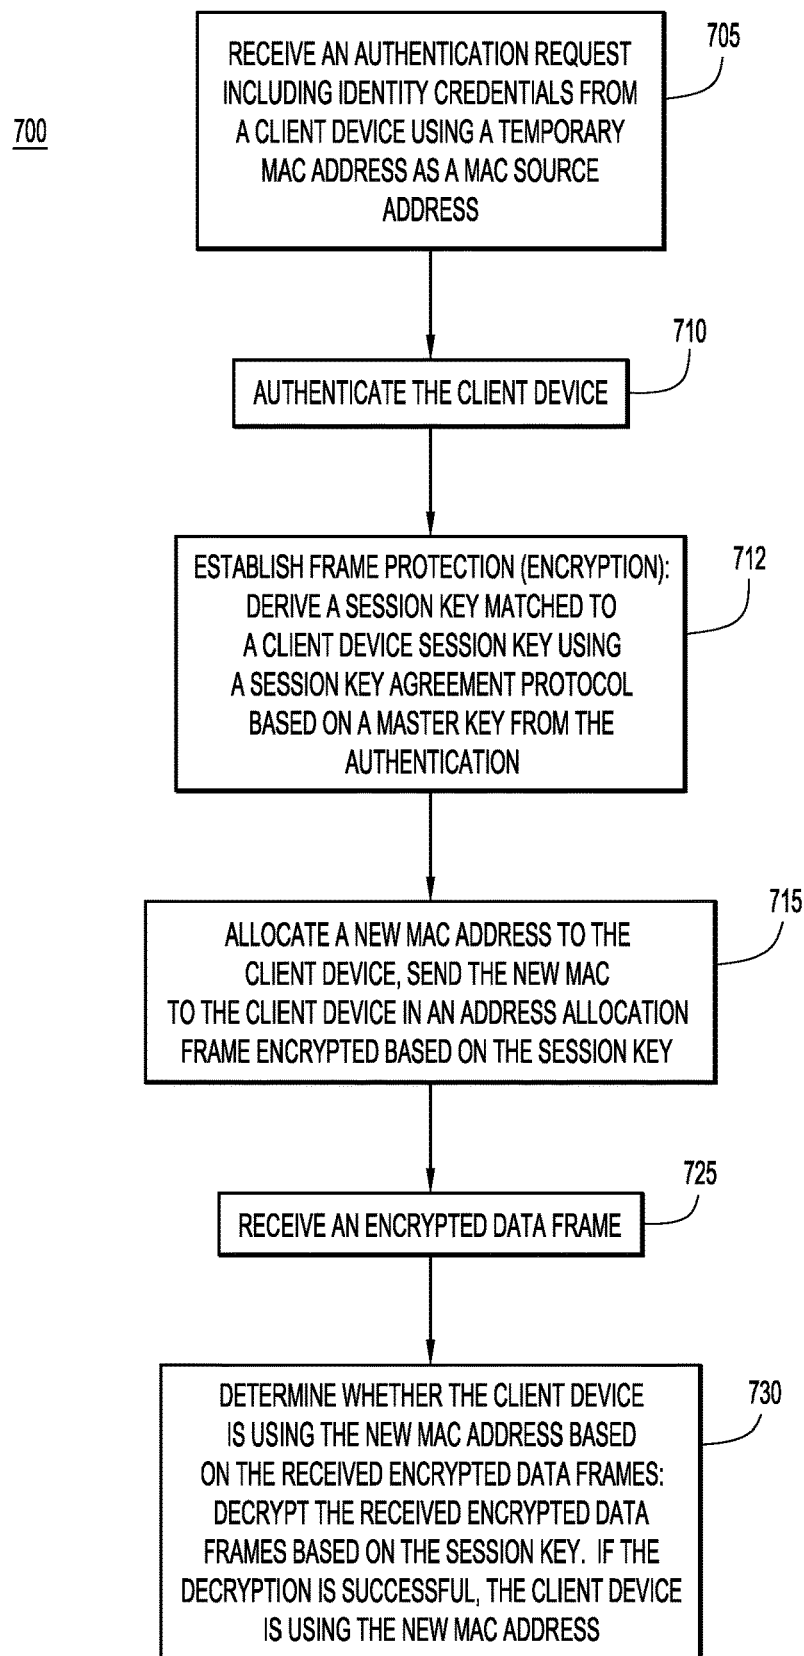 700
RECEIVE AN AUTHENTICATION REQUEST
INCLUDING IDENTITY CREDENTIALS FROM
A CLIENT DEVICE USING A TEMPORARY
MAC ADDRESS AS A MAC SOURCE
ADDRESS
705
AUTHENTICATE THE CLIENT DEVICE
710
ESTABLISH FRAME PROTECTION (ENCRYPTION):
DERIVE A SESSION KEY MATCHED TO
A CLIENT DEVICE SESSION KEY USING
A SESSION KEY AGREEMENT PROTOCOL
BASED ON A MASTER KEY FROM THE
AUTHENTICATION
712
ALLOCATE A NEW MAC ADDRESS TO THE
CLIENT DEVICE, SEND THE NEW MAC
TO THE CLIENT DEVICE IN AN ADDRESS ALLOCATION
FRAME ENCRYPTED BASED ON THE SESSION KEY
715
RECEIVE AN ENCRYPTED DATA FRAME
725
DETERMINE WHETHER THE CLIENT DEVICE
IS USING THE NEW MAC ADDRESS BASED
ON THE RECEIVED ENCRYPTED DATA FRAMES:
DECRYPT THE RECEIVED ENCRYPTED DATA
FRAMES BASED ON THE SESSION KEY. IF THE
DECRYPTION IS SUCCESSFUL, THE CLIENT DEVICE
IS USING THE NEW MAC ADDRESS
730